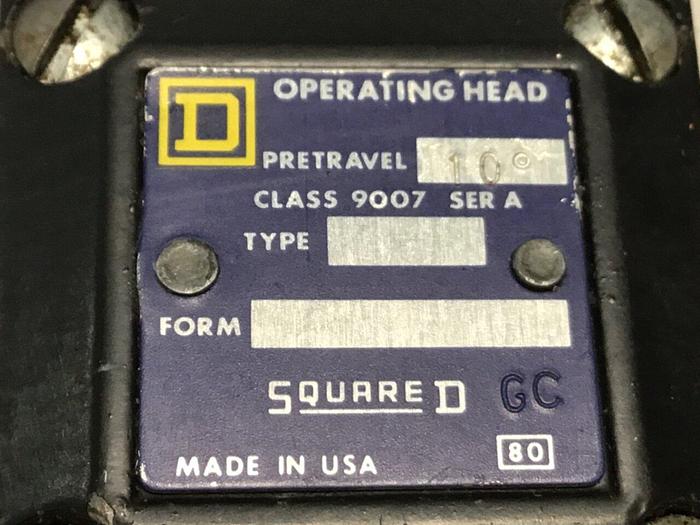 D
OPERATING HEAD
PRETRAVEL 10°
CLASS 9007 SER A
TYPE
FORM
SQUARE D GC
80
MADE IN USA